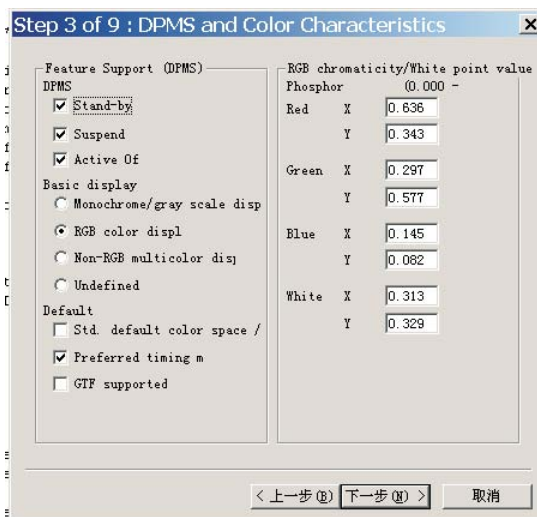 Step 3 of 9 : DPMS and Color Characteristics
Feature Support (DPMS)
DPMS
Stand-by
Suspend
Active Of
Basic display
Monochrome/gray scale disp
RGB color displ
Non-RGB multicolor disj
Undefined
Default
Std. default color space /
Preferred timing m
GTF supported
RGB chromaticity/White point value
Phosphor (0.000 -
Red X 0.636
Y 0.343
Green X 0.297
Y 0.577
Blue X 0.145
Y 0.082
White X 0.313
Y 0.329
< 上一步(B)
下一步(N) >
取消